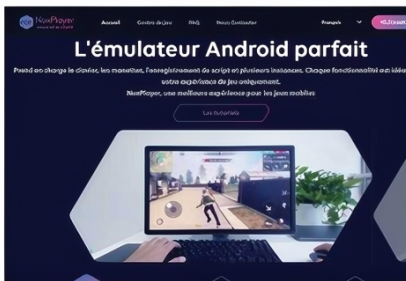 NoxPlayer
Accueil Centre de jeu FAQ Nous Contacter Français
L'émulateur Android parfait
Prend en charge le clavier, les manettes, l'enregistrement de script et plusieurs instances. Chaque fonctionnalité est
votre expérience de jeu uniquement.
NoxPlayer, une meilleure expérience pour les jeux mobiles
Les tutoriels